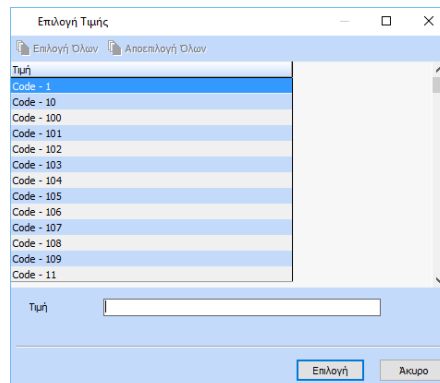 Επιλογή Τιμής
Επιλογή Όλων Αποεπιλογή Όλων
Τιμή
Code - 1
Code - 10
Code - 100
Code - 101
Code - 102
Code - 103
Code - 104
Code - 105
Code - 106
Code - 107
Code - 108
Code - 109
Code - 11
Τιμή
Επιλογή Άκυρο